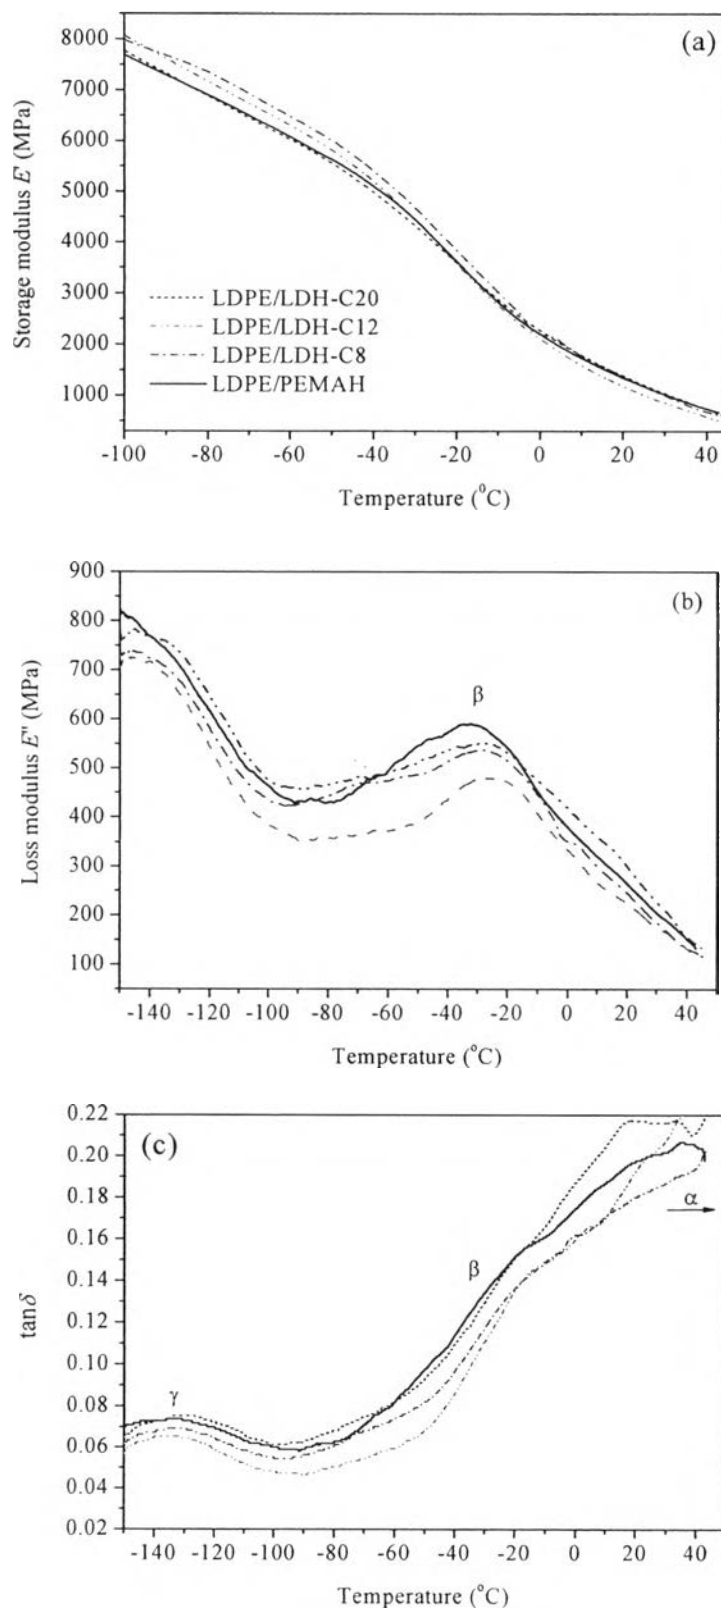 (a)
8000
7000
6000
5000
4000
3000
2000
1000
Storage modulus E' (MPa)
LDPE/LDH-C20
LDPE/LDH-C12
LDPE/LDH-C8
LDPE/PEMAH
-100 -80 -60 -40 -20 0 20 40
Temperature (°C)
(b)
900
800
700
600
500
400
300
200
100
Loss modulus E" (MPa)
β
-140 -120 -100 -80 -60 -40 -20 0 20 40
Temperature (°C)
(c)
0.22
0.20
0.18
0.16
0.14
0.12
0.10
0.08
0.06
0.04
0.02
tanδ
α
β
γ
-140 -120 -100 -80 -60 -40 -20 0 20 40
Temperature (°C)